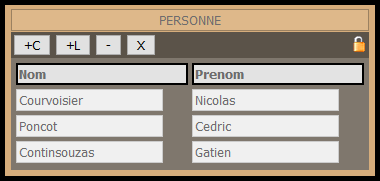 PERSONNE
+C +L - X
Nom Prenom
Courvoisier Nicolas
Poncot Cedric
Continsouzas Gatien